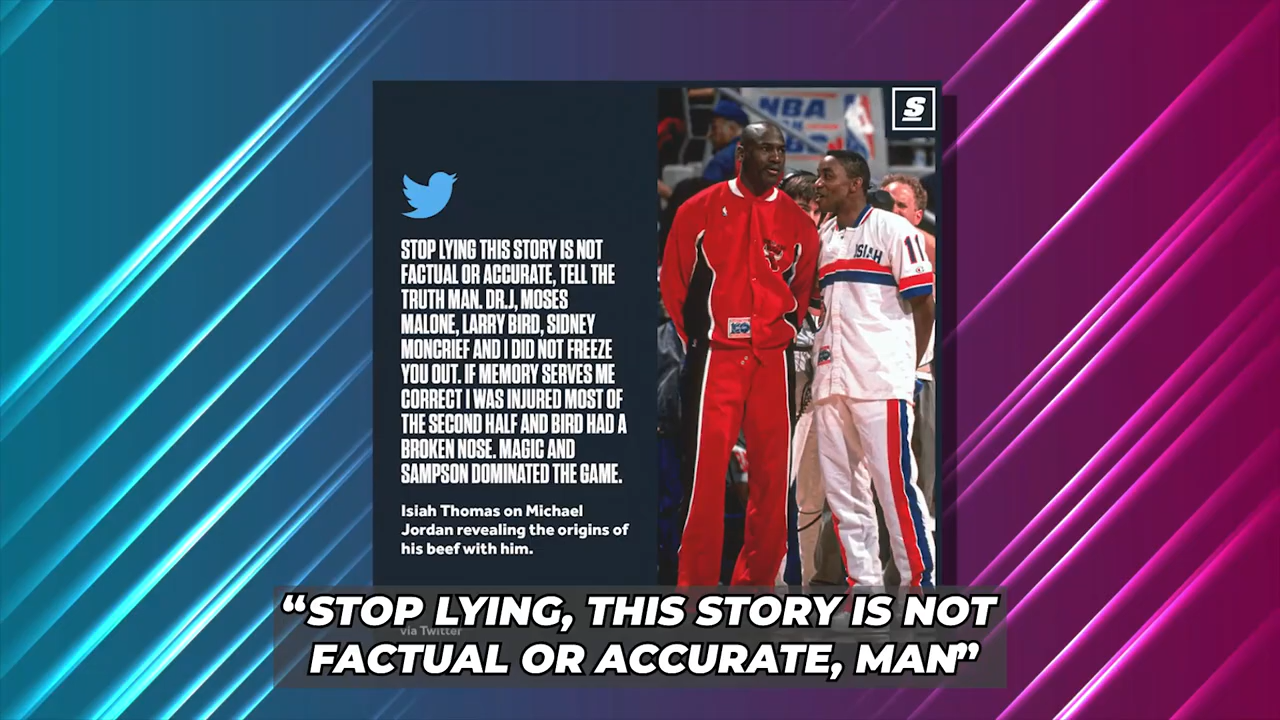 STOP LYING THIS STORY IS NOT
FACTUAL OR ACCURATE, TELL THE
TRUTH MAN. DR.J, MOSES
MALONE, LARRY BIRD, SIDNEY
MONCRIEF AND I DID NOT FREEZE
YOU OUT. IF MEMORY SERVES ME
CORRECT I WAS INJURED MOST OF
THE SECOND HALF AND BIRD HAD A
BROKEN NOSE. MAGIC AND
SAMPSON DOMINATED THE GAME.
Isiah Thomas on Michael
Jordan revealing the origins of
his beef with him.
via Twitter
S
NBA
ISIAH
11
“STOP LYING, THIS STORY IS NOT
FACTUAL OR ACCURATE, MAN”